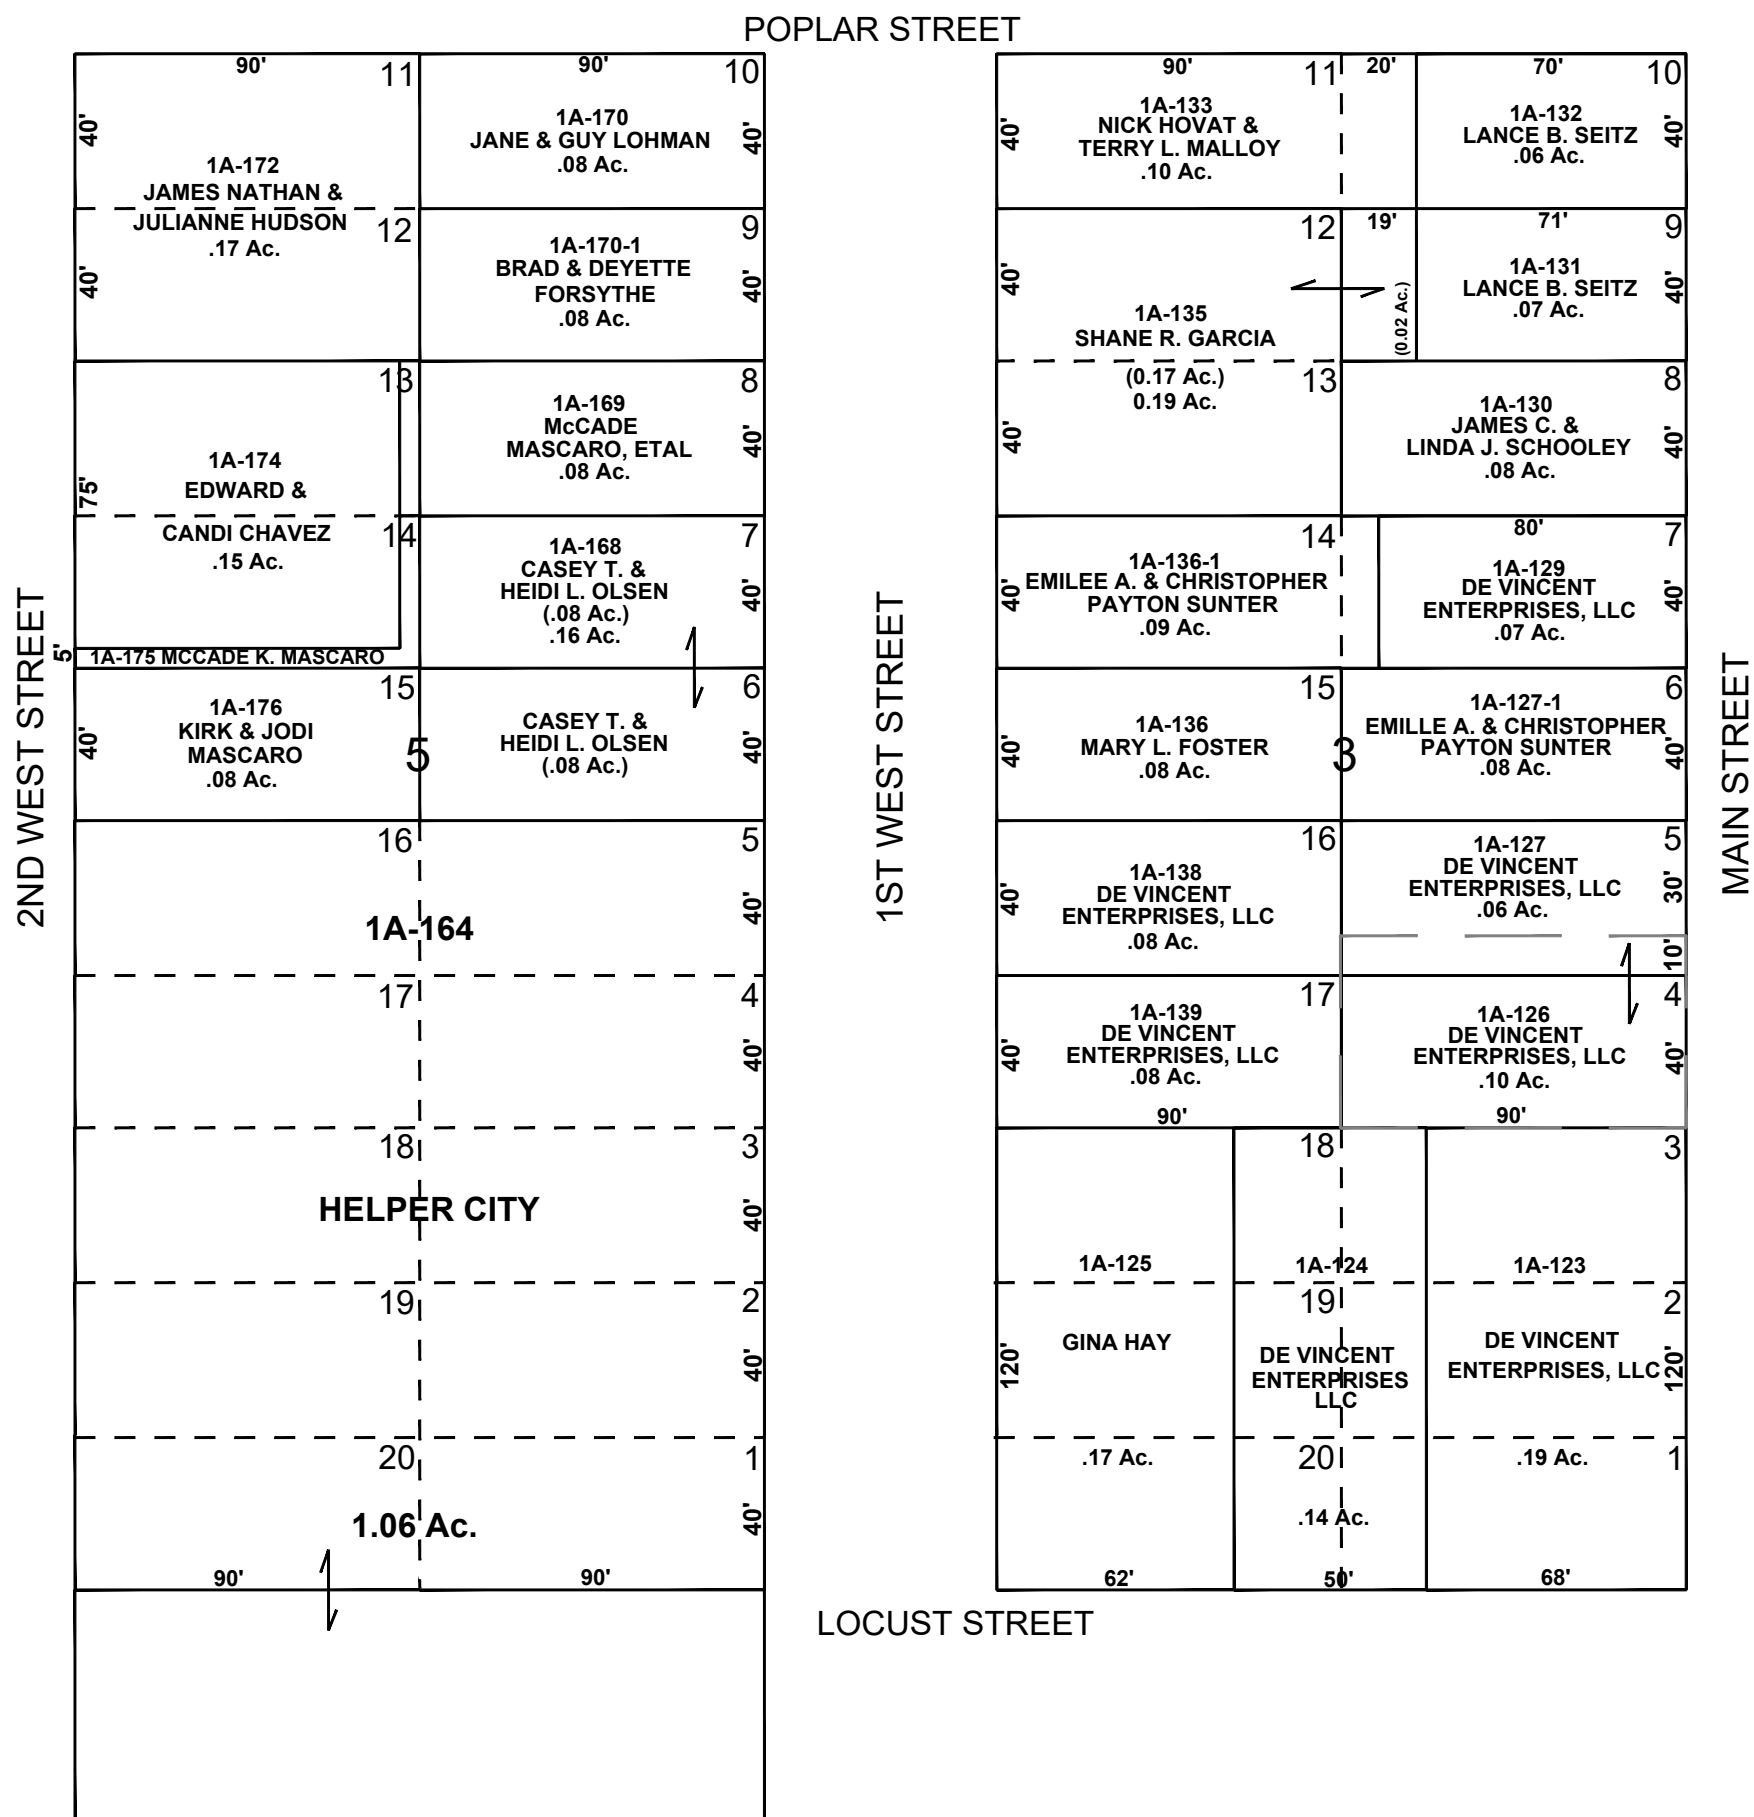 POPLAR STREET
90'
11
40'
1A-172
JAMES NATHAN &
JULIANNE HUDSON
.17 Ac.
12
40'
90'
10
1A-170
JANE & GUY LOHMAN
.08 Ac.
40'
9
1A-170-1
BRAD & DEYETTE
FORSYTHE
.08 Ac.
40'
13
1A-174
EDWARD &
75'
CANDI CHAVEZ
.15 Ac.
14
5'
1A-175 MCCADE K. MASCARO
8
1A-169
McCADE
MASCARO, ETAL
.08 Ac.
40'
7
1A-168
CASEY T. &
HEIDI L. OLSEN
(.08 Ac.)
.16 Ac.
40'
15
1A-176
KIRK & JODI
MASCARO
.08 Ac.
40'
5
6
CASEY T. &
HEIDI L. OLSEN
(.08 Ac.)
40'
16
5
1A-164
40'
17
4
40'
18
3
HELPER CITY
40'
19
2
40'
20
1
1.06 Ac.
40'
90'
90'
2ND WEST STREET
1ST WEST STREET
90'
11
1A-133
NICK HOVAT &
TERRY L. MALLOY
.10 Ac.
40'
20'
70'
10
1A-132
LANCE B. SEITZ
.06 Ac.
40'
12
40'
1A-135
SHANE R. GARCIA
(0.17 Ac.)
0.19 Ac.
13
40'
19'
(0.02 Ac.)
71'
9
1A-131
LANCE B. SEITZ
.07 Ac.
40'
8
1A-130
JAMES C. &
LINDA J. SCHOOLEY
.08 Ac.
40'
14
1A-136-1
EMILEE A. & CHRISTOPHER
PAYTON SUNTER
.09 Ac.
40'
80'
7
1A-129
DE VINCENT
ENTERPRISES, LLC
.07 Ac.
40'
15
1A-136
MARY L. FOSTER
.08 Ac.
40'
3
6
1A-127-1
EMILLE A. & CHRISTOPHER
PAYTON SUNTER
.08 Ac.
40'
16
1A-138
DE VINCENT
ENTERPRISES, LLC
.08 Ac.
40'
5
1A-127
DE VINCENT
ENTERPRISES, LLC
.06 Ac.
30'
10'
17
1A-139
DE VINCENT
ENTERPRISES, LLC
.08 Ac.
40'
90'
4
1A-126
DE VINCENT
ENTERPRISES, LLC
.10 Ac.
40'
90'
18
3
1A-125
GINA HAY
120'
.17 Ac.
62'
1A-124
19
DE VINCENT
ENTERPRISES
LLC
20
.14 Ac.
50'
1A-123
2
DE VINCENT
ENTERPRISES, LLC
120'
.19 Ac.
1
68'
MAIN STREET
LOCUST STREET